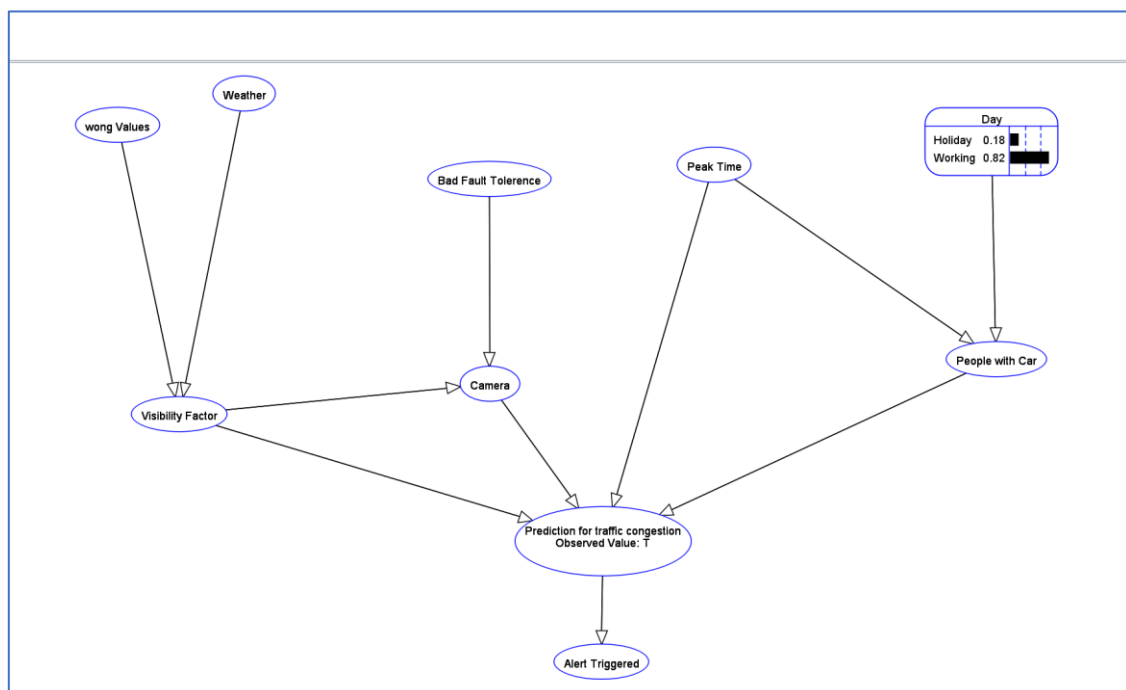 Weather
wong Values
Day
Holiday 0.18
Working 0.82
Bad Fault Tolerence
Peak Time
People with Car
Camera
Visibility Factor
Prediction for traffic congestion
Observed Value: T
Alert Triggered